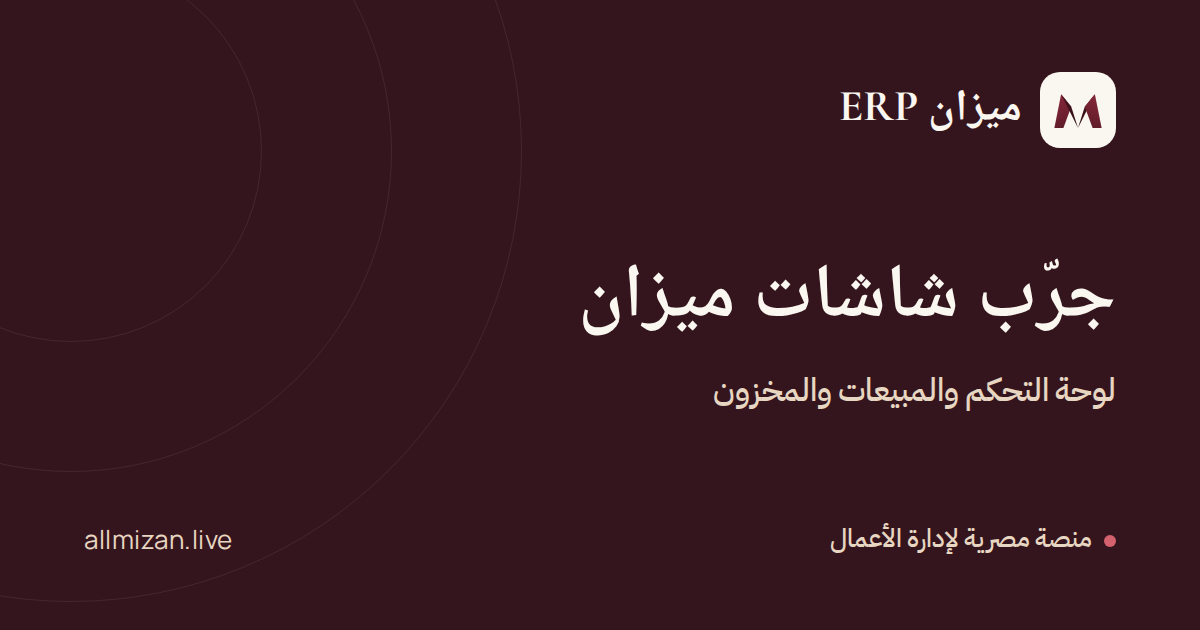 ميزان ERP
جرّب شاشات ميزان
لوحة التحكم والمبيعات والمخزون
منصة مصرية لإدارة الأعمال
allmizan.live